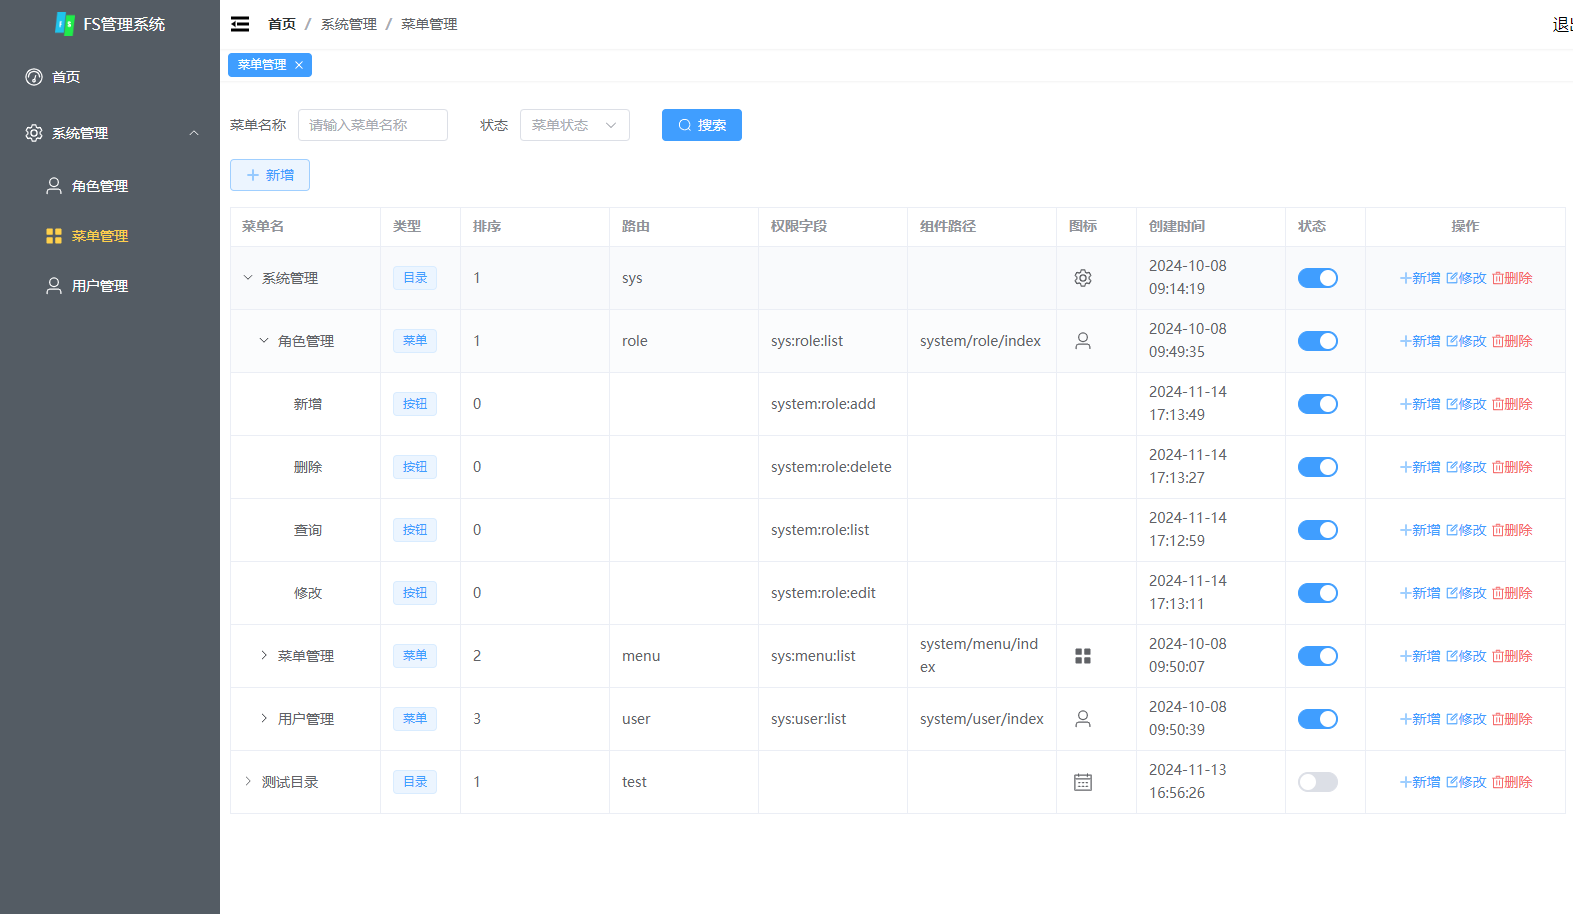 FS管理系统
首页
系统管理
角色管理
菜单管理
用户管理
首页 / 系统管理 / 菜单管理
退出
菜单管理
菜单名称 请输入菜单名称 状态 菜单状态 搜索
新增
菜单名 类型 排序 路由 权限字段 组件路径 图标 创建时间 状态 操作
系统管理 目录 1 sys 2024-10-08 09:14:19 新增 修改 删除
角色管理 菜单 1 role sys:role:list system/role/index 2024-10-08 09:49:35 新增 修改 删除
新增 按钮 0 system:role:add 2024-11-14 17:13:49 新增 修改 删除
删除 按钮 0 system:role:delete 2024-11-14 17:13:27 新增 修改 删除
查询 按钮 0 system:role:list 2024-11-14 17:12:59 新增 修改 删除
修改 按钮 0 system:role:edit 2024-11-14 17:13:11 新增 修改 删除
菜单管理 菜单 2 menu sys:menu:list system/menu/index 2024-10-08 09:50:07 新增 修改 删除
用户管理 菜单 3 user sys:user:list system/user/index 2024-10-08 09:50:39 新增 修改 删除
测试目录 目录 1 test 2024-11-13 16:56:26 新增 修改 删除